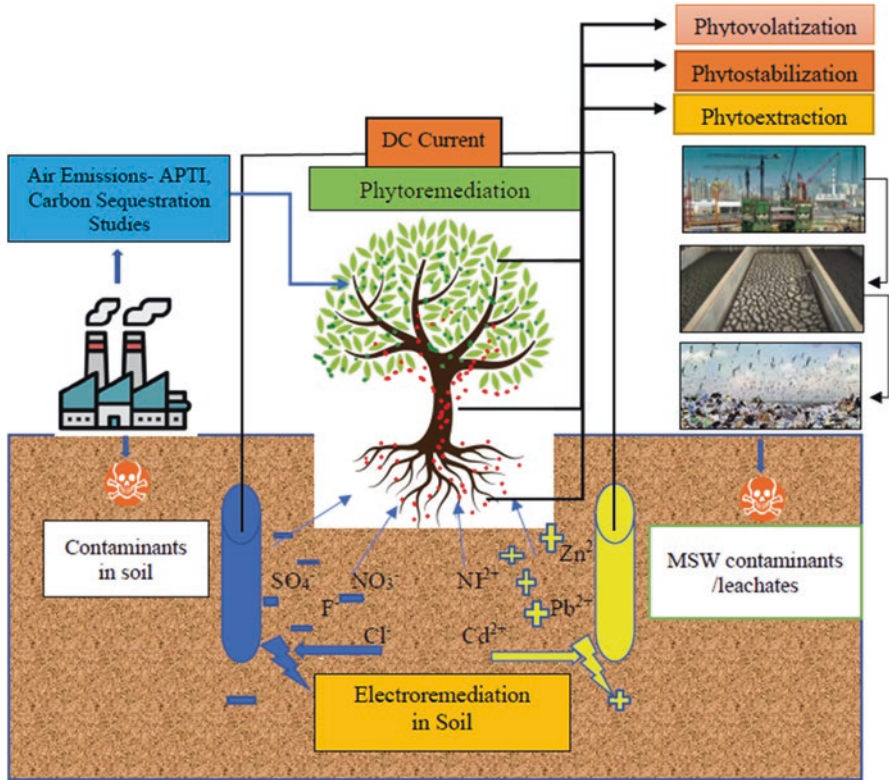 Phytovolatization
Phytostabilization
Phytoextraction
DC Current
Phytoremediation
Air Emissions- APTI,
Carbon Sequestration
Studies
Contaminants
in soil
MSW contaminants
/leachates
SO₄⁻
NO₃⁻
NI²⁺
Zn²
F⁻
Pb²⁺
Cl⁻
Cd²⁺
Electroremediation
in Soil